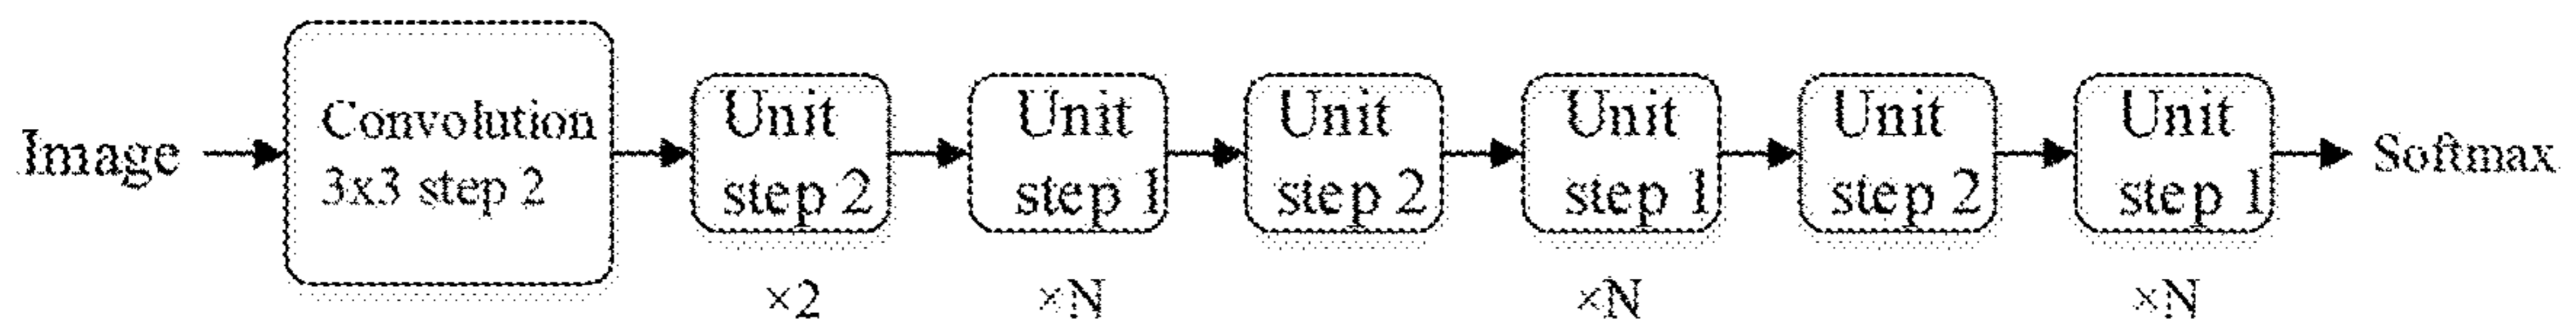 Image
Convolution
3x3 step 2
Unit
step 2
×2
Unit
step 1
×N
Unit
step 2
Unit
step 1
×N
Unit
step 2
Unit
step 1
×N
Softmax